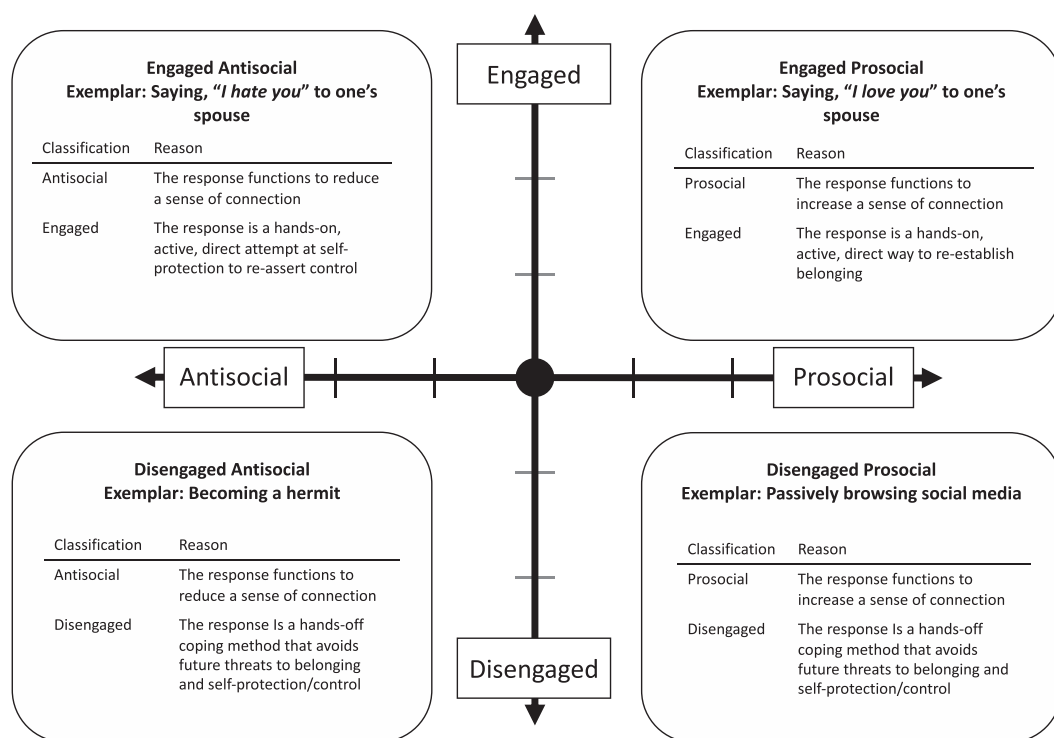 Engaged
Engaged Antisocial
Exemplar: Saying, “I hate you” to one’s
spouse
Classification Reason
Antisocial The response functions to reduce
a sense of connection
Engaged The response is a hands-on,
active, direct attempt at self-
protection to re-assert control
Engaged Prosocial
Exemplar: Saying, “I love you” to one’s
spouse
Classification Reason
Prosocial The response functions to
increase a sense of connection
Engaged The response is a hands-on,
active, direct way to re-establish
belonging
Antisocial
Prosocial
Disengaged Antisocial
Exemplar: Becoming a hermit
Classification Reason
Antisocial The response functions to
reduce a sense of connection
Disengaged The response Is a hands-off
coping method that avoids
future threats to belonging
and self-protection/control
Disengaged Prosocial
Exemplar: Passively browsing social media
Classification Reason
Prosocial The response functions to
increase a sense of connection
Disengaged The response Is a hands-off
coping method that avoids
future threats to belonging and
self-protection/control
Disengaged